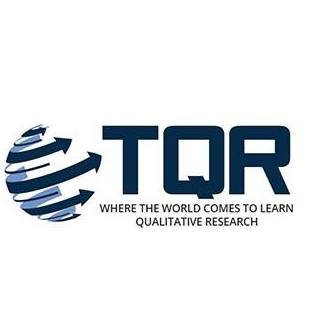 TQR
WHERE THE WORLD COMES TO LEARN
QUALITATIVE RESEARCH